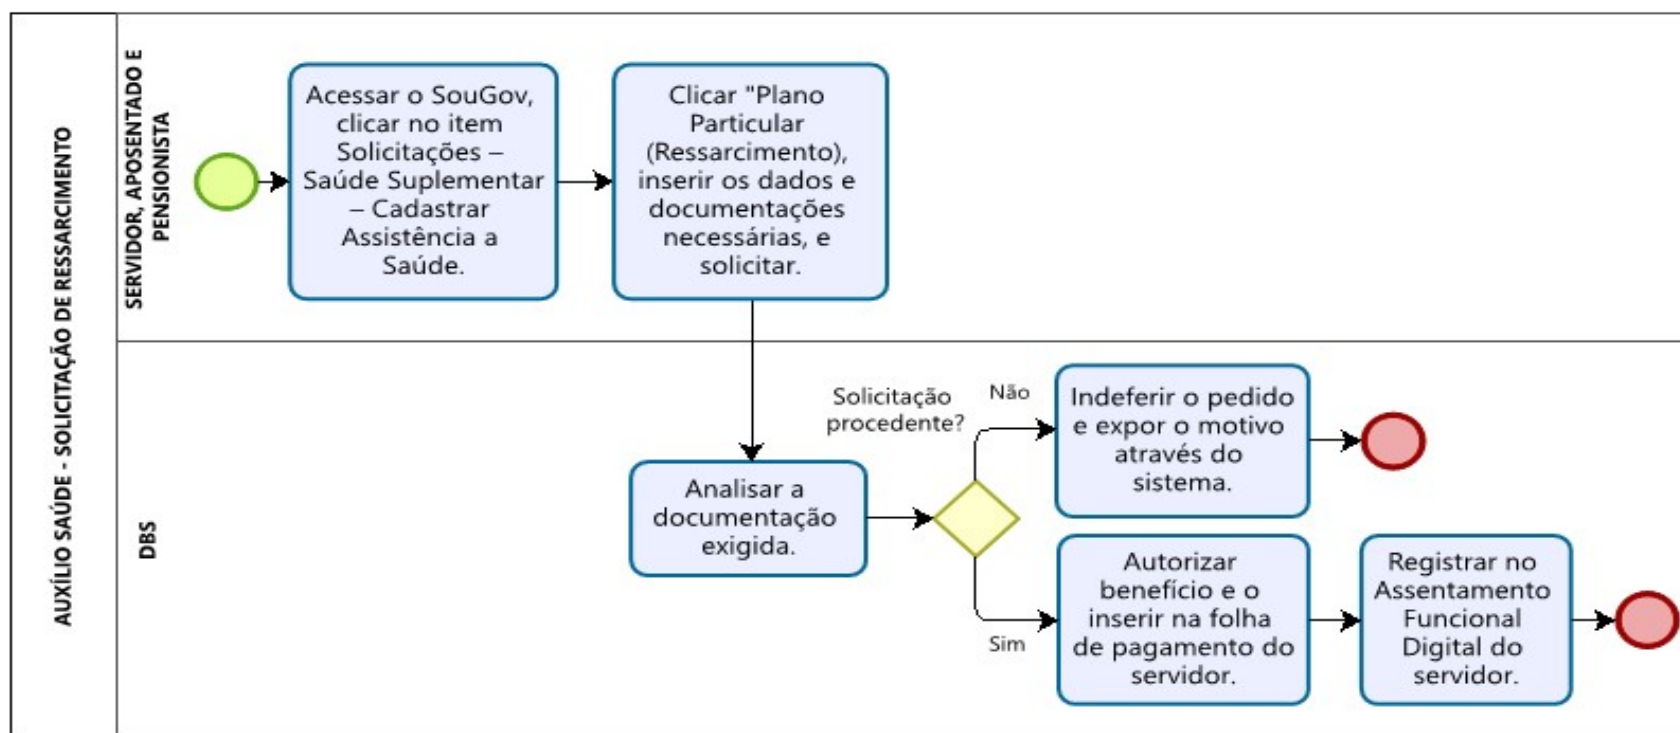 AUXÍLIO SAÚDE - SOLICITAÇÃO DE RESSARCIMENTO
SERVIDOR, APOSENTADO E
PENSIONISTA
Acessar o SouGov,
clicar no item
Solicitações –
Saúde Suplementar
– Cadastrar
Assistência a
Saúde.
Clicar "Plano
Particular
(Ressarcimento),
inserir os dados e
documentações
necessárias, e
solicitar.
DBS
Analisar a
documentação
exigida.
Solicitação
procedente?
Não
Indeferir o pedido
e expor o motivo
através do
sistema.
Sim
Autorizar
benefício e o
inserir na folha
de pagamento do
servidor.
Registrar no
Assentamento
Funcional
Digital do
servidor.